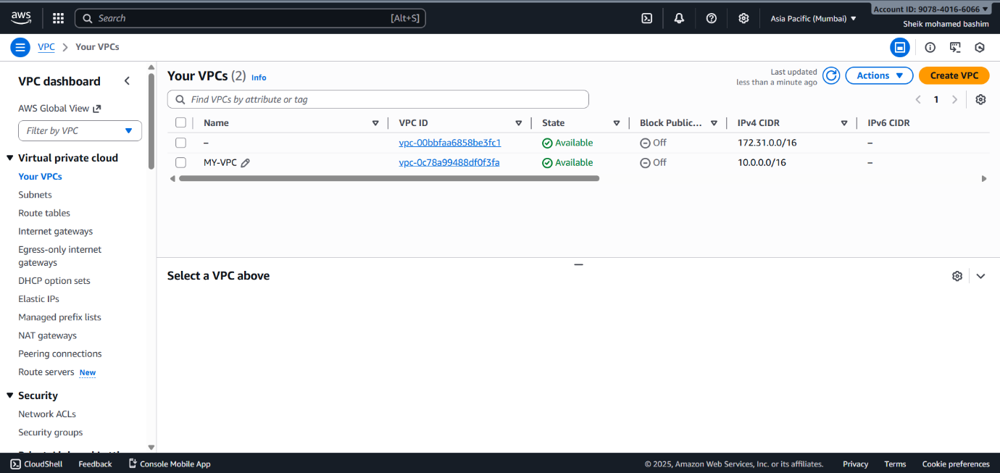 aws
Search [Alt+S]
Asia Pacific (Mumbai)
Account ID: 9078-4016-6066
Sheik mohamed bashim
VPC
Your VPCs
VPC dashboard
AWS Global View
Filter by VPC
Virtual private cloud
Your VPCs
Subnets
Route tables
Internet gateways
Egress-only internet
gateways
DHCP option sets
Elastic IPs
Managed prefix lists
NAT gateways
Peering connections
Route servers New
Security
Network ACLs
Security groups
Your VPCs (2) Info
Last updated
less than a minute ago
Actions
Create VPC
Find VPCs by attribute or tag
1
Name VPC ID State Block Public... IPv4 CIDR IPv6 CIDR
– vpc-00bbfaa6858be3fc1 Available Off 172.31.0.0/16 –
MY-VPC vpc-0c78a99488df0f3fa Available Off 10.0.0.0/16 –
Select a VPC above
CloudShell Feedback Console Mobile App © 2025, Amazon Web Services, Inc. or its affiliates. Privacy Terms Cookie preferences